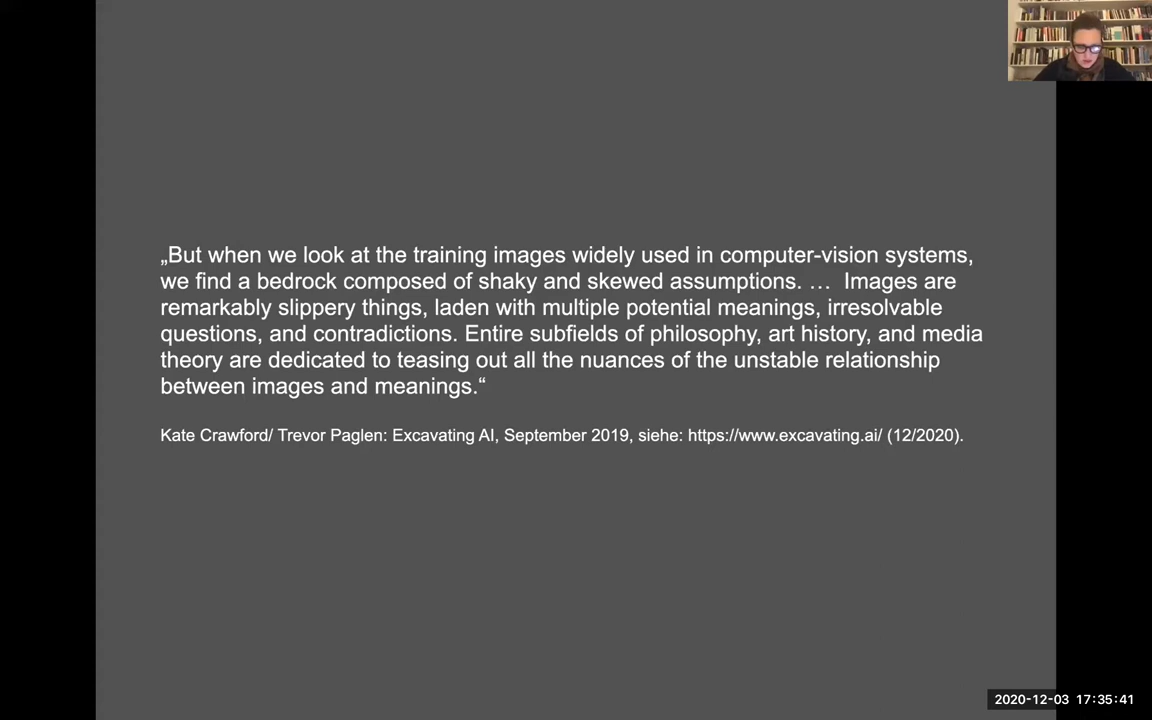 „But when we look at the training images widely used in computer-vision systems,
we find a bedrock composed of shaky and skewed assumptions. … Images are
remarkably slippery things, laden with multiple potential meanings, irresolvable
questions, and contradictions. Entire subfields of philosophy, art history, and media
theory are dedicated to teasing out all the nuances of the unstable relationship
between images and meanings.“
Kate Crawford/ Trevor Paglen: Excavating AI, September 2019, siehe: https://www.excavating.ai/ (12/2020).
2020-12-03 17:35:41